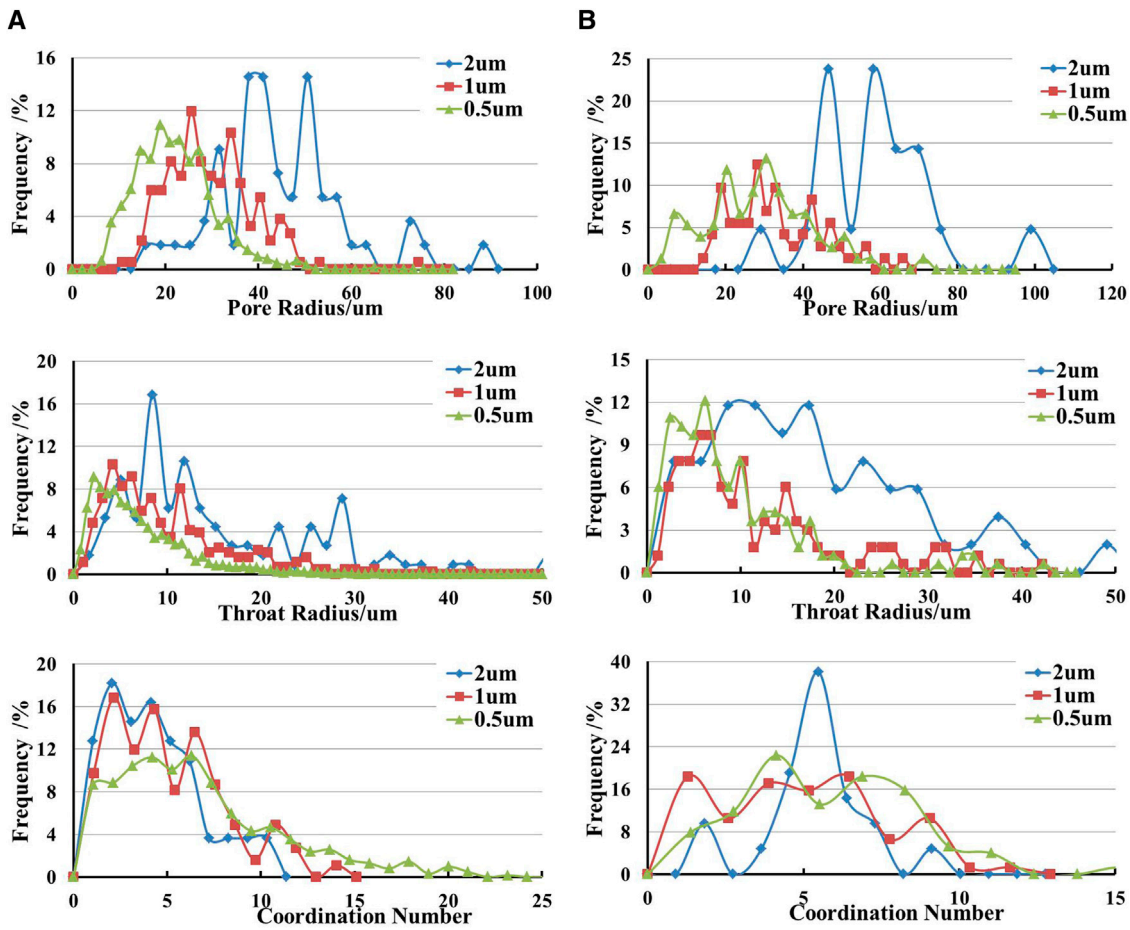 A
B
16
12
8
4
0
Frequency /%
2um
1um
0.5um
0 20 40 60 80 100
Pore Radius/um
25
20
15
10
5
0
Frequency /%
2um
1um
0.5um
0 20 40 60 80 100 120
Pore Radius/um
20
16
12
8
4
0
Frequency /%
2um
1um
0.5um
0 10 20 30 40 50
Throat Radius/um
15
12
9
6
3
0
Frequency /%
2um
1um
0.5um
0 10 20 30 40 50
Throat Radius/um
20
16
12
8
4
0
Frequency /%
2um
1um
0.5um
0 5 10 15 20 25
Coordination Number
40
32
24
16
8
0
Frequency /%
2um
1um
0.5um
0 5 10 15
Coordination Number